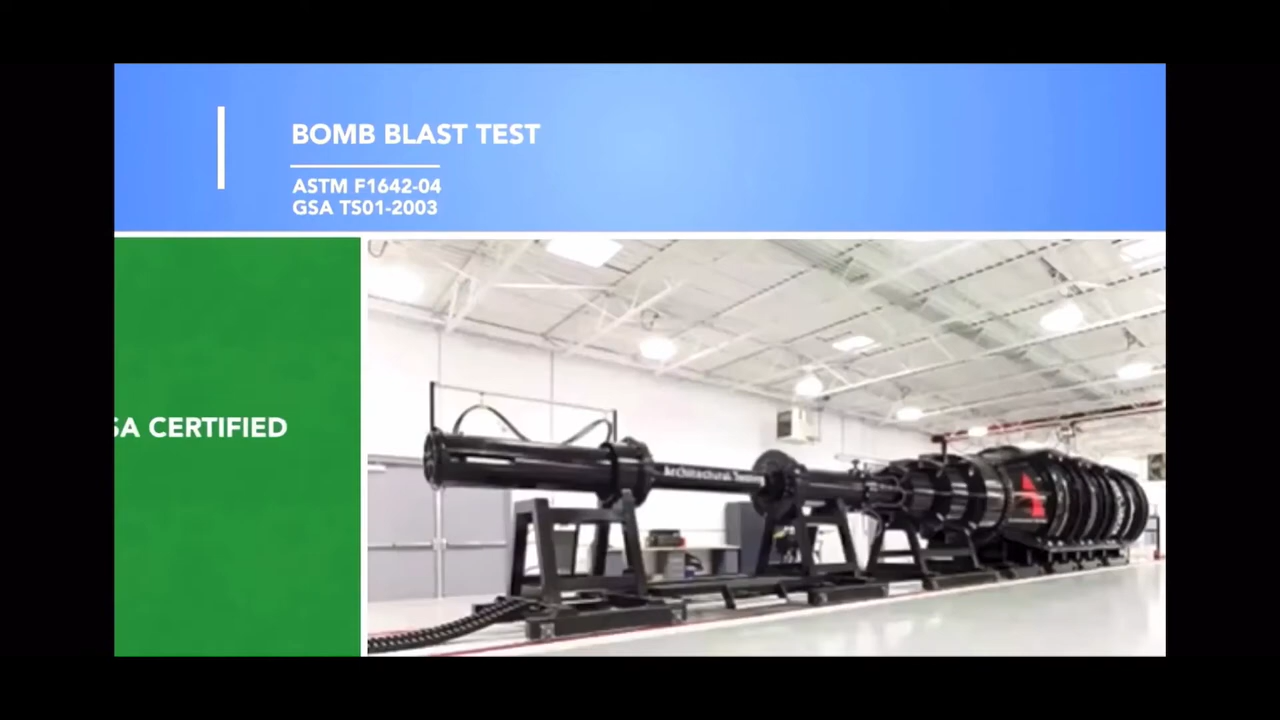 BOMB BLAST TEST
ASTM F1642-04
GSA TS01-2003
SA CERTIFIED
Architectural Testing